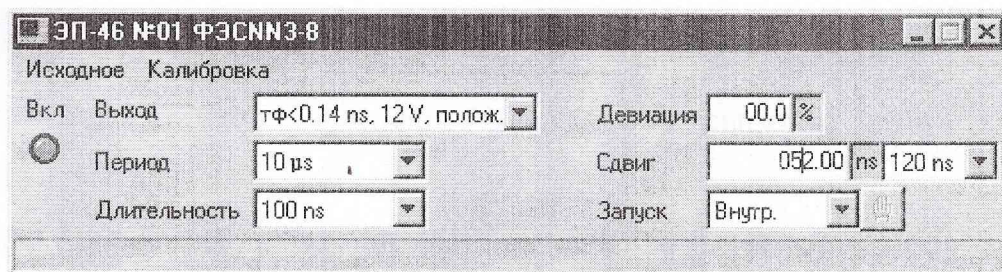 ЭП-46 №01 ФЭСNN3-8
Исходное Калибровка
Вкл Выход тф<0.14 ns, 12 V, полож. Девиация 00.0 %
Период 10 µs Сдвиг 052.00 ns 120 ns
Длительность 100 ns Запуск Внутр.